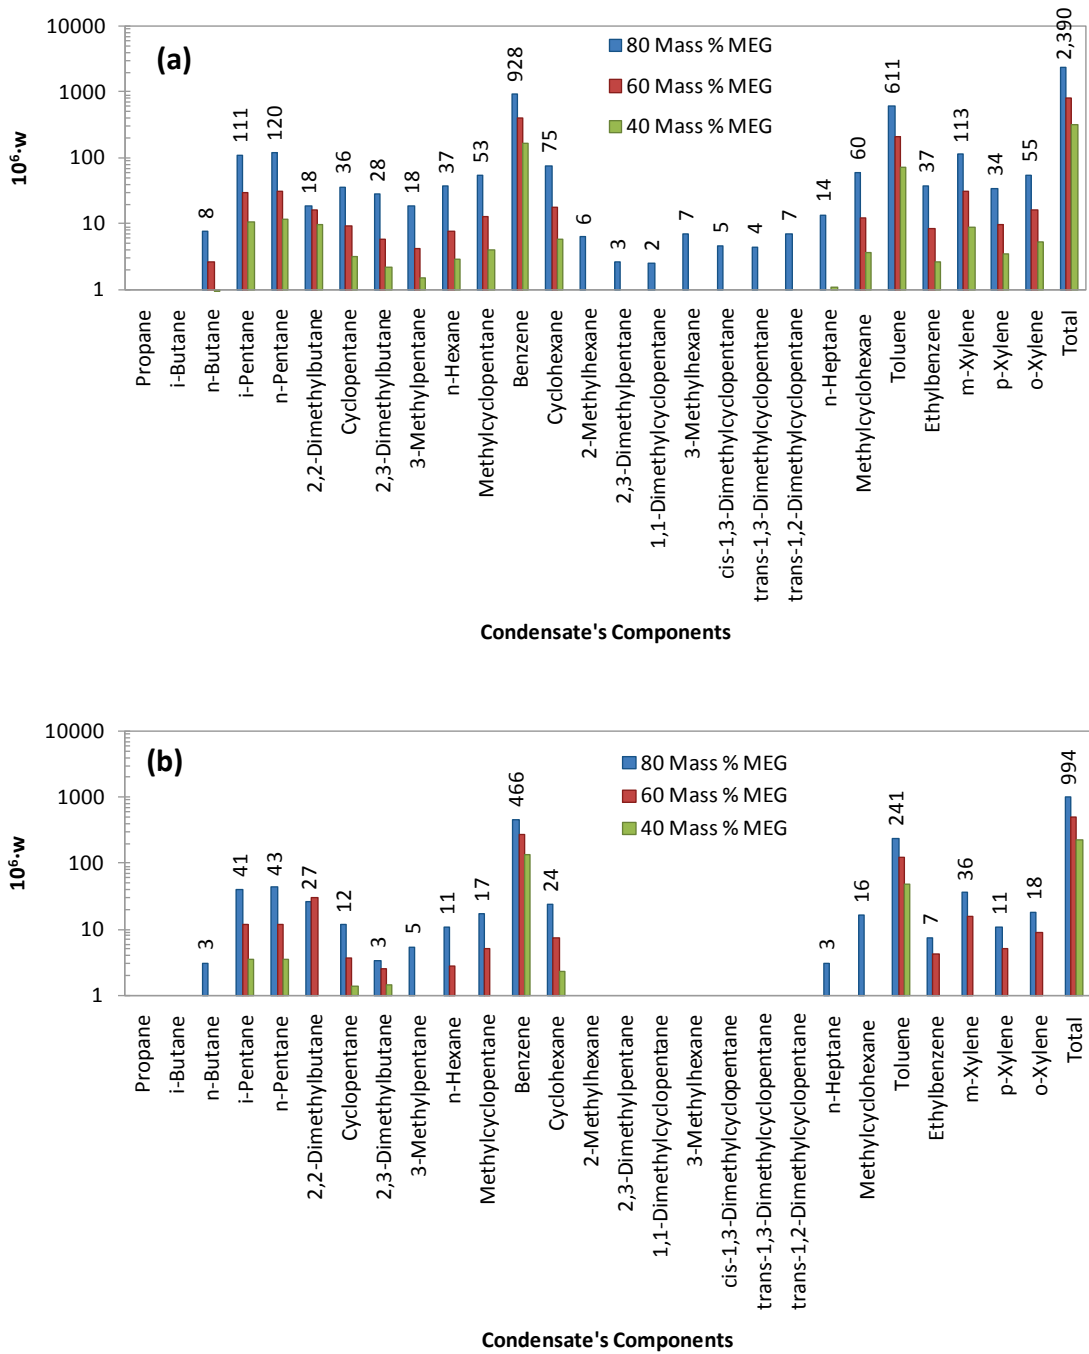 (a)
10000
1000
100
10
1
10⁶·w
80 Mass % MEG
60 Mass % MEG
40 Mass % MEG
8
111
120
18
36
28
18
37
53
928
75
6
3
2
7
5
4
7
14
60
611
37
113
34
55
2,390
Propane
i-Butane
n-Butane
i-Pentane
n-Pentane
2,2-Dimethylbutane
Cyclopentane
2,3-Dimethylbutane
3-Methylpentane
n-Hexane
Methylcyclopentane
Benzene
Cyclohexane
2-Methylhexane
2,3-Dimethylpentane
1,1-Dimethylcyclopentane
3-Methylhexane
cis-1,3-Dimethylcyclopentane
trans-1,3-Dimethylcyclopentane
trans-1,2-Dimethylcyclopentane
n-Heptane
Methylcyclohexane
Toluene
Ethylbenzene
m-Xylene
p-Xylene
o-Xylene
Total
Condensate's Components
(b)
10000
1000
100
10
1
10⁶·w
80 Mass % MEG
60 Mass % MEG
40 Mass % MEG
3
41
43
27
12
3
5
11
17
466
24
3
16
241
7
36
11
18
994
Propane
i-Butane
n-Butane
i-Pentane
n-Pentane
2,2-Dimethylbutane
Cyclopentane
2,3-Dimethylbutane
3-Methylpentane
n-Hexane
Methylcyclopentane
Benzene
Cyclohexane
2-Methylhexane
2,3-Dimethylpentane
1,1-Dimethylcyclopentane
3-Methylhexane
cis-1,3-Dimethylcyclopentane
trans-1,3-Dimethylcyclopentane
trans-1,2-Dimethylcyclopentane
n-Heptane
Methylcyclohexane
Toluene
Ethylbenzene
m-Xylene
p-Xylene
o-Xylene
Total
Condensate's Components